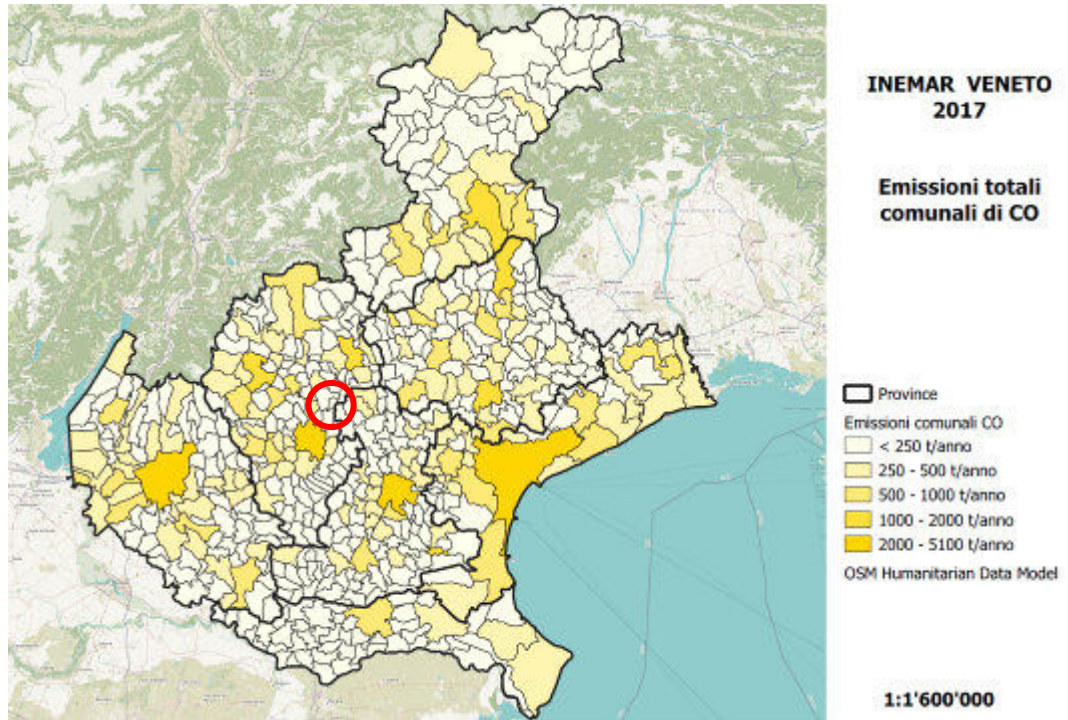 INEMAR VENETO
2017
Emissioni totali
comunali di CO
Province
Emissioni comunali CO
< 250 t/anno
250 - 500 t/anno
500 - 1000 t/anno
1000 - 2000 t/anno
2000 - 5100 t/anno
OSM Humanitarian Data Model
1:1'600'000